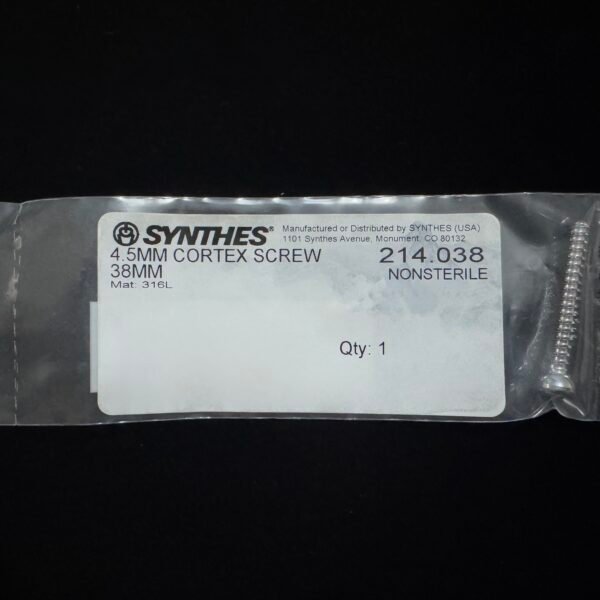 SYNTHES® Manufactured or Distributed by SYNTHES (USA)
1101 Synthes Avenue, Monument, CO 80132
4.5MM CORTEX SCREW 214.038
38MM NONSTERILE
Mat: 316L
Qty: 1